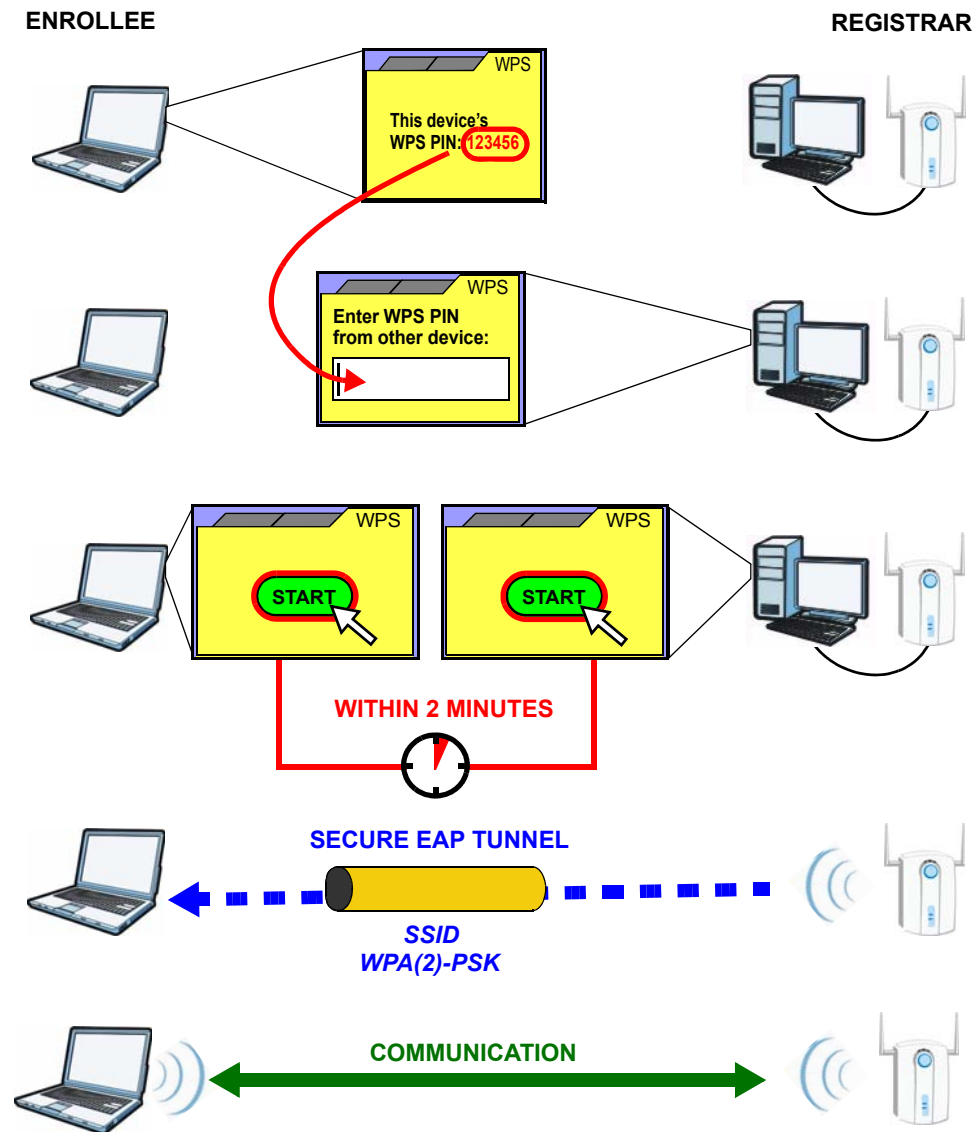 ENROLLEE
REGISTRAR
WPS
This device's
WPS PIN: 123456
WPS
Enter WPS PIN
from other device:
WPS
WPS
START
START
WITHIN 2 MINUTES
SECURE EAP TUNNEL
SSID
WPA(2)-PSK
COMMUNICATION